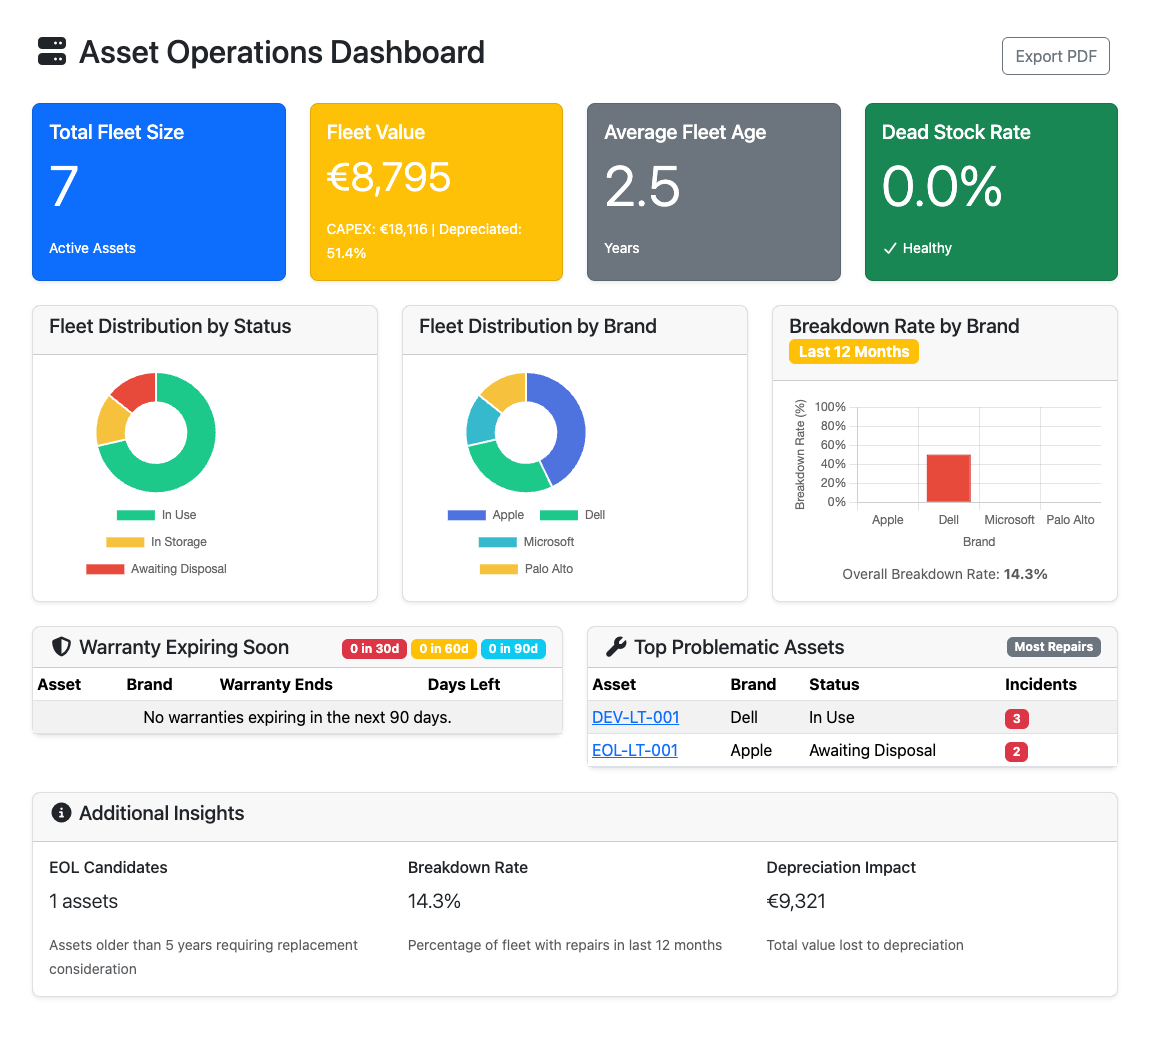 Asset Operations Dashboard
Export PDF
Total Fleet Size
7
Active Assets
Fleet Value
€8,795
CAPEX: €18,116 | Depreciated:
51.4%
Average Fleet Age
2.5
Years
Dead Stock Rate
0.0%
Healthy
Fleet Distribution by Status
In Use
In Storage
Awaiting Disposal
Fleet Distribution by Brand
Apple Dell
Microsoft
Palo Alto
Breakdown Rate by Brand
Last 12 Months
Breakdown Rate (%)
100%
80%
60%
40%
20%
0%
Apple Dell Microsoft Palo Alto
Brand
Overall Breakdown Rate: 14.3%
Warranty Expiring Soon 0 in 30d 0 in 60d 0 in 90d
Asset Brand Warranty Ends Days Left
No warranties expiring in the next 90 days.
Top Problematic Assets Most Repairs
Asset Brand Status Incidents
DEV-LT-001 Dell In Use 3
EOL-LT-001 Apple Awaiting Disposal 2
Additional Insights
EOL Candidates
1 assets
Assets older than 5 years requiring replacement
consideration
Breakdown Rate
14.3%
Percentage of fleet with repairs in last 12 months
Depreciation Impact
€9,321
Total value lost to depreciation